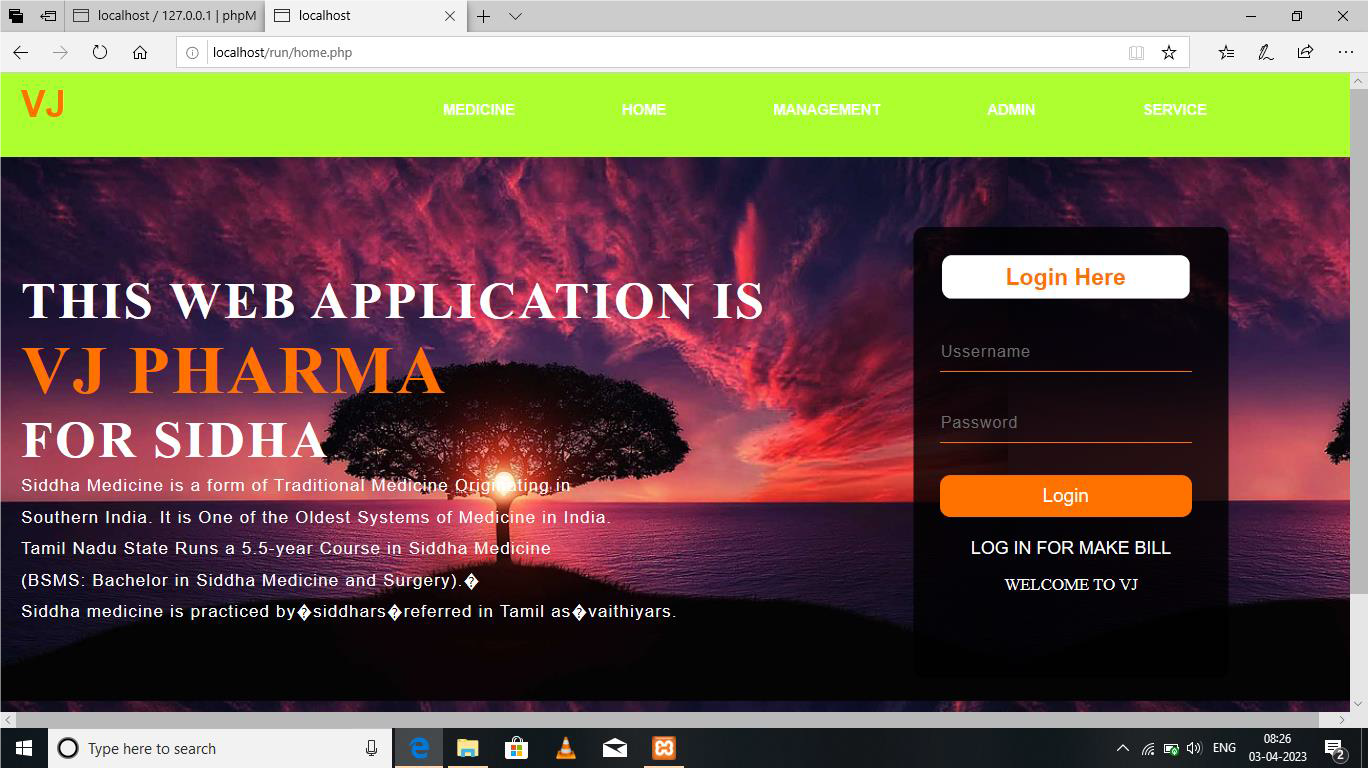 localhost / 127.0.0.1 | phpM
localhost
localhost/run/home.php
VJ
MEDICINE HOME MANAGEMENT ADMIN SERVICE
THIS WEB APPLICATION IS
VJ PHARMA
FOR SIDHA
Siddha Medicine is a form of Traditional Medicine Originating in
Southern India. It is One of the Oldest Systems of Medicine in India.
Tamil Nadu State Runs a 5.5-year Course in Siddha Medicine
(BSMS: Bachelor in Siddha Medicine and Surgery).�
Siddha medicine is practiced by�siddhars�referred in Tamil as�vaithiyars.
Login Here
Ussername
Password
Login
LOG IN FOR MAKE BILL
WELCOME TO VJ
Type here to search
ENG
08:26
03-04-2023
2